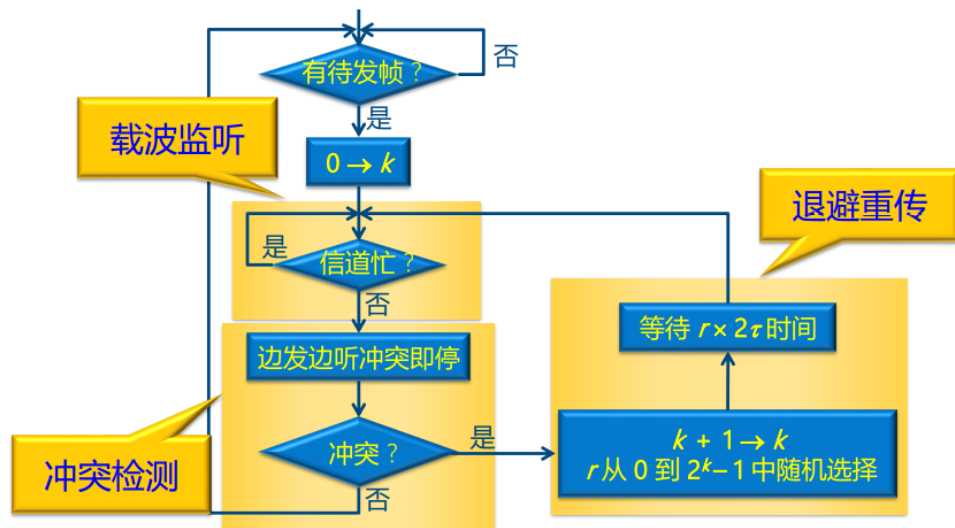 有待发帧？
否
是
载波监听
0 → k
退避重传
是
信道忙？
否
等待 r × 2τ 时间
边发边听冲突即停
冲突？
是
k + 1 → k
r 从 0 到 2ᵏ−1 中随机选择
冲突检测
否